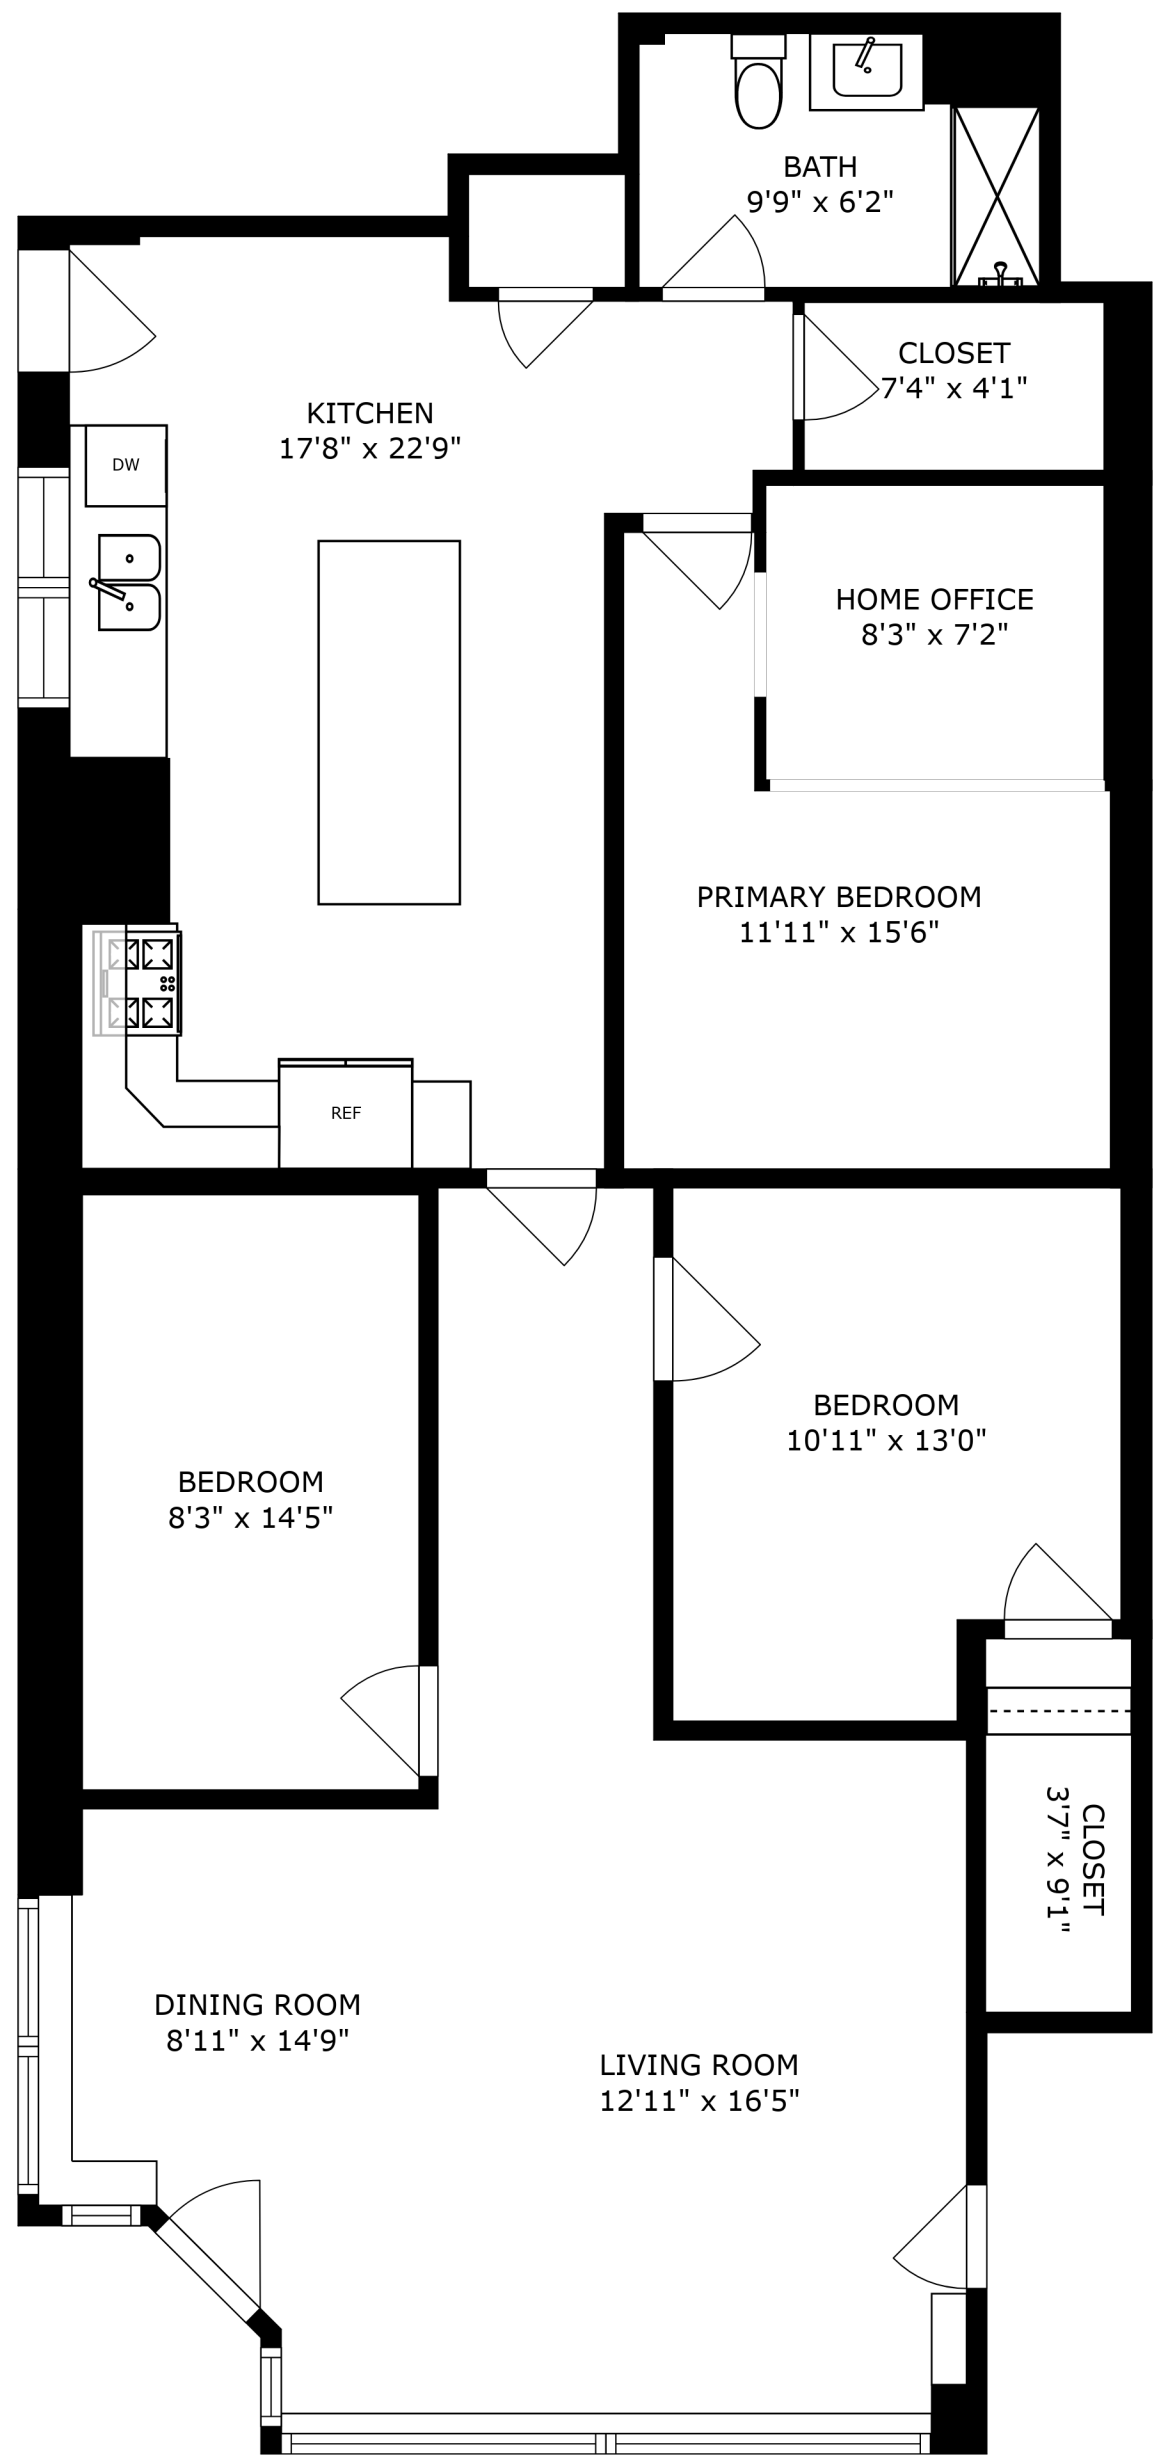 BATH
9'9" x 6'2"
CLOSET
7'4" x 4'1"
KITCHEN
17'8" x 22'9"
DW
HOME OFFICE
8'3" x 7'2"
PRIMARY BEDROOM
11'11" x 15'6"
REF
BEDROOM
10'11" x 13'0"
BEDROOM
8'3" x 14'5"
CLOSET
3'7" x 9'1"
DINING ROOM
8'11" x 14'9"
LIVING ROOM
12'11" x 16'5"